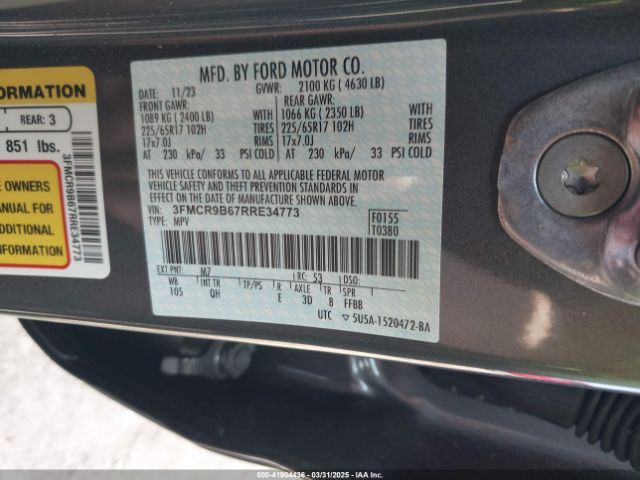 FORMATION
REAR: 3
851 lbs.
E OWNERS
MANUAL FOR
ADDITIONAL
INFORMATION
3FMCR9B67RRE34773
MFD. BY FORD MOTOR CO.
DATE: 11/23 GVWR: 2100 KG ( 4630 LB)
FRONT GAWR: REAR GAWR:
1089 KG ( 2400 LB) WITH 1066 KG ( 2350 LB) WITH
225/65R17 102H TIRES 225/65R17 102H TIRES
17x7.0J RIMS 17x7.0J RIMS
AT 230 kPa/ 33 PSI COLD AT 230 kPa/ 33 PSI COLD
THIS VEHICLE CONFORMS TO ALL APPLICABLE FEDERAL MOTOR
VEHICLE SAFETY AND THEFT PREVENTION STANDARDS IN EFFECT
ON THE DATE OF MANUFACTURE SHOWN ABOVE.
VIN: 3FMCR9B67RRE34773 F0155
TYPE: MPV T0380
EXT PNT: M7 RC: 53 DSO:
WB INT TR TP/PS R AXLE TR SPR
105 QH E 3D 8 FFBB
UTC ▽ 5U5A-1520472-BA
©IAAI-41904436 - 03/31/2025 - IAAI.COM